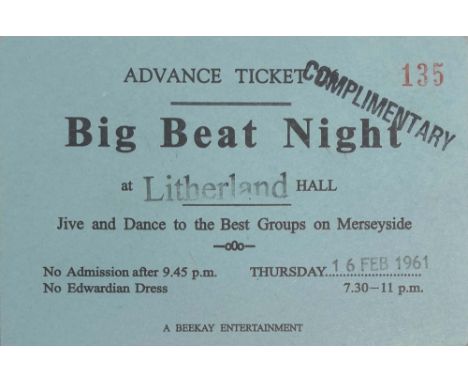 ADVANCE TICKET 135
COMPLIMENTARY
Big Beat Night
at Litherland HALL
Jive and Dance to the Best Groups on Merseyside
No Admission after 9.45 p.m. THURSDAY 16 FEB 1961
No Edwardian Dress 7.30–11 p.m.
A BEEKAY ENTERTAINMENT